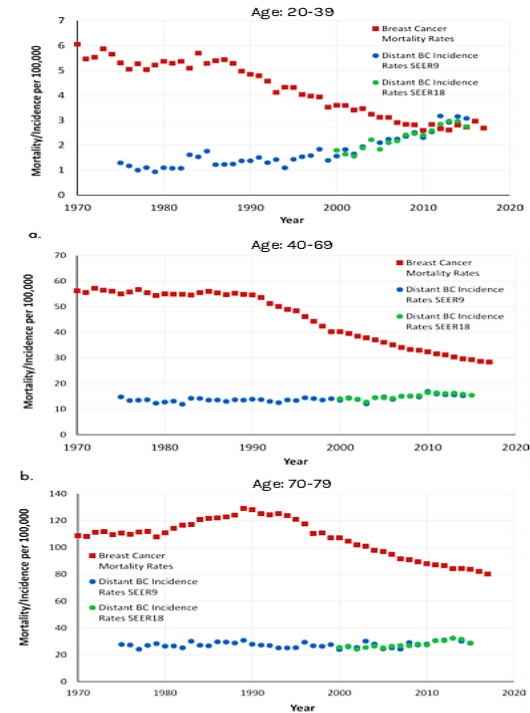 Age: 20-39
7
6
5
4
3
2
1
0
Mortality/Incidence per 100,000
Breast Cancer
Mortality Rates
Distant BC Incidence
Rates SEER9
Distant BC Incidence
Rates SEER18
1970 1980 1990 2000 2010 2020
Year
a.
Age: 40-69
70
60
50
40
30
20
10
0
Mortality/Incidence per 100,000
Breast Cancer
Mortality Rates
Distant BC Incidence
Rates SEER9
Distant BC Incidence
Rates SEER18
1970 1980 1990 2000 2010 2020
Year
b.
Age: 70-79
140
120
100
80
60
40
20
0
Mortality/Incidence per 100,000
Breast Cancer
Mortality Rates
Distant BC Incidence
Rates SEER9
Distant BC Incidence
Rates SEER18
1970 1980 1990 2000 2010 2020
Year